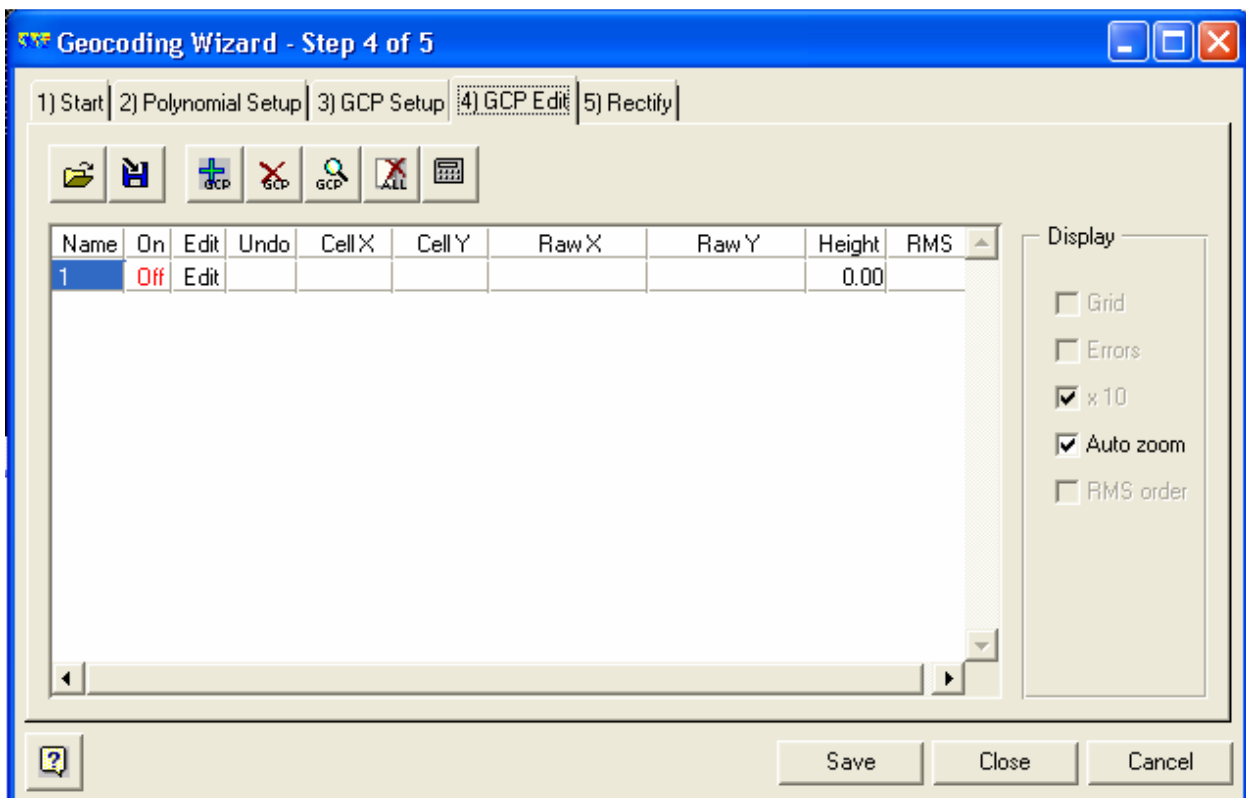 Geocoding Wizard - Step 4 of 5
1) Start 2) Polynomial Setup 3) GCP Setup 4) GCP Edit 5) Rectify
GCP GCP GCP ALL
Name On Edit Undo Cell X Cell Y Raw X Raw Y Height RMS
1 Off Edit 0.00
Display
Grid
Errors
x 10
Auto zoom
RMS order
Save Close Cancel